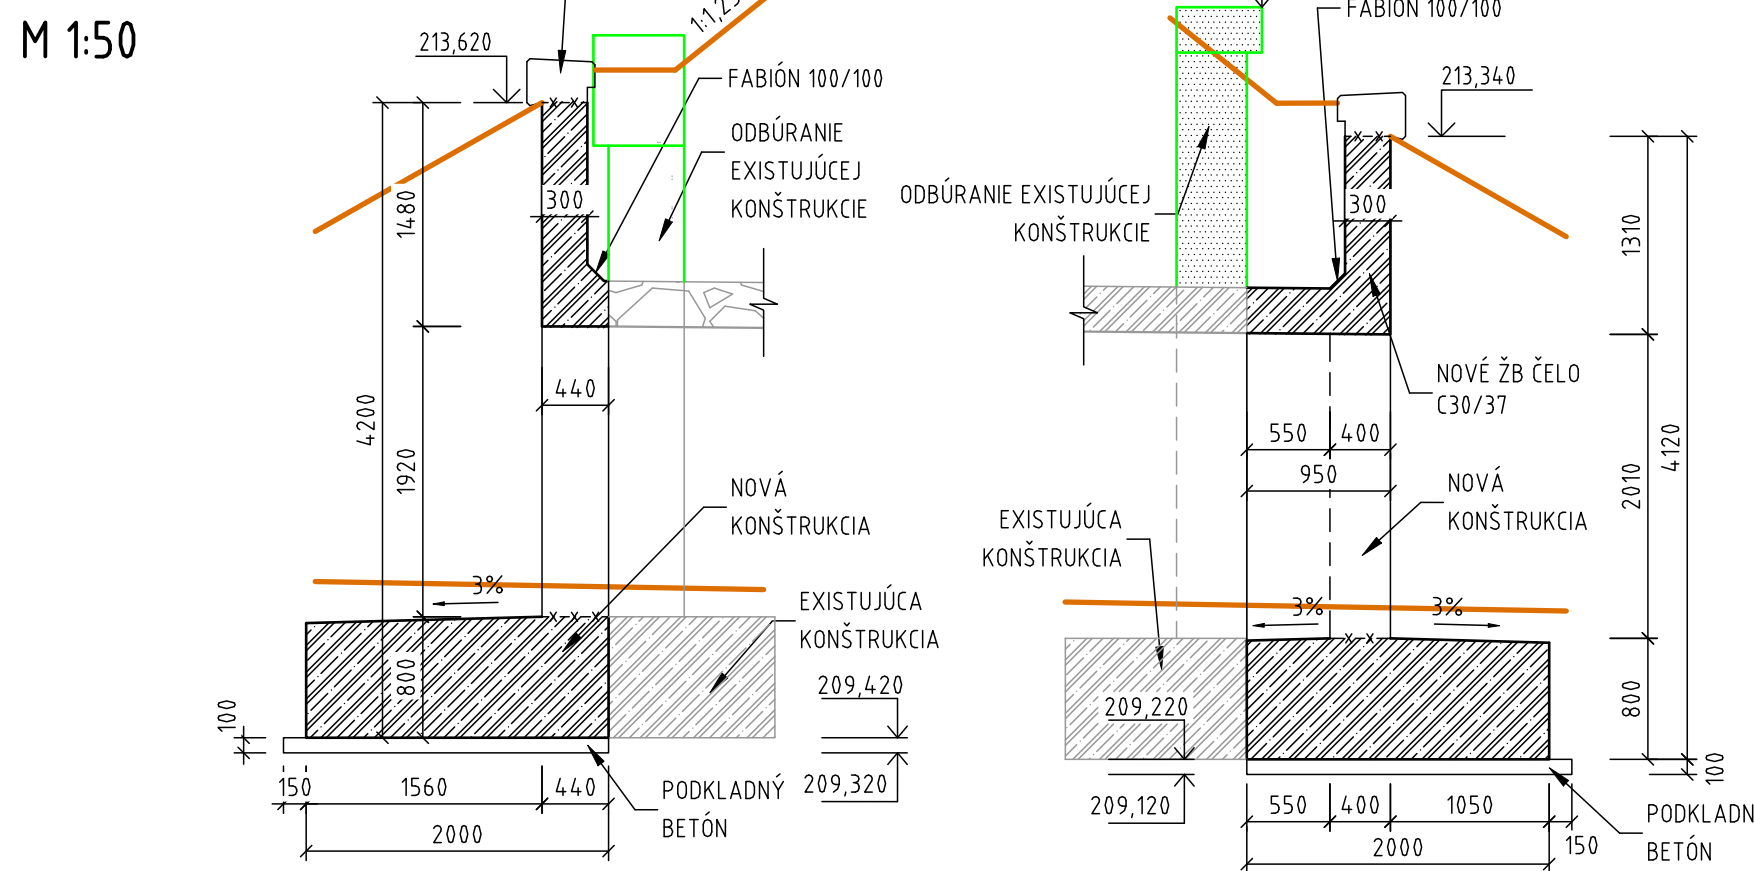 M 1:50
213,620
1:1,25
FABIÓN 100/100
ODBÚRANIE
EXISTUJÚCEJ
KONŠTRUKCIE
300
1480
440
4200
1920
NOVÁ
KONŠTRUKCIA
3%
EXISTUJÚCA
KONŠTRUKCIA
800
209,420
100
209,320
150
1560
440
PODKLADNÝ
BETÓN
2000
FABIÓN 100/100
213,340
ODBÚRANIE EXISTUJÚCEJ
KONŠTRUKCIE
300
1310
NOVÉ ŽB ČELO
C30/37
550
400
4120
950
2010
NOVÁ
KONŠTRUKCIA
EXISTUJÚCA
KONŠTRUKCIA
3%
3%
209,220
800
100
209,120
550
400
1050
PODKLADN
BETÓN
150
2000